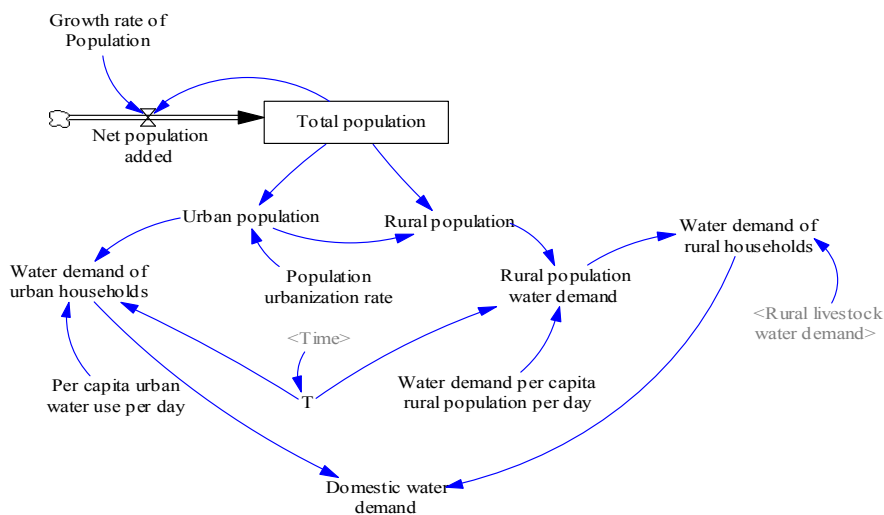 Growth rate of
Population
Total population
Net population
added
Urban population
Rural population
Water demand of
rural households
Water demand of
urban households
Population
urbanization rate
Rural population
water demand
<Time>
<Rural livestock
water demand>
Per capita urban
water use per day
T
Water demand per capita
rural population per day
Domestic water
demand